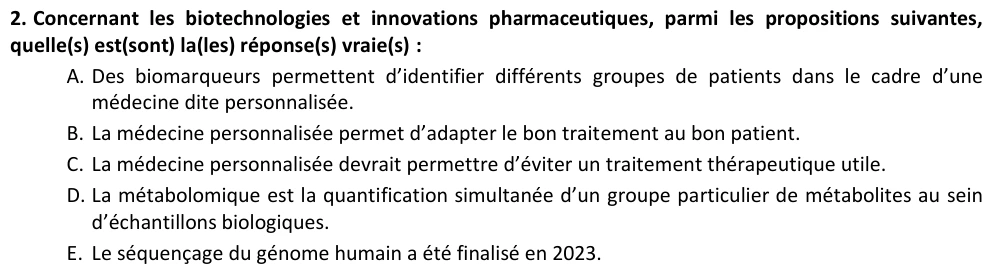 2. Concernant les biotechnologies et innovations pharmaceutiques, parmi les propositions suivantes,
quelle(s) est(sont) la(les) réponse(s) vraie(s) :
A. Des biomarqueurs permettent d’identifier différents groupes de patients dans le cadre d’une
médecine dite personnalisée.
B. La médecine personnalisée permet d’adapter le bon traitement au bon patient.
C. La médecine personnalisée devrait permettre d’éviter un traitement thérapeutique utile.
D. La métabolomique est la quantification simultanée d’un groupe particulier de métabolites au sein
d’échantillons biologiques.
E. Le séquençage du génome humain a été finalisé en 2023.